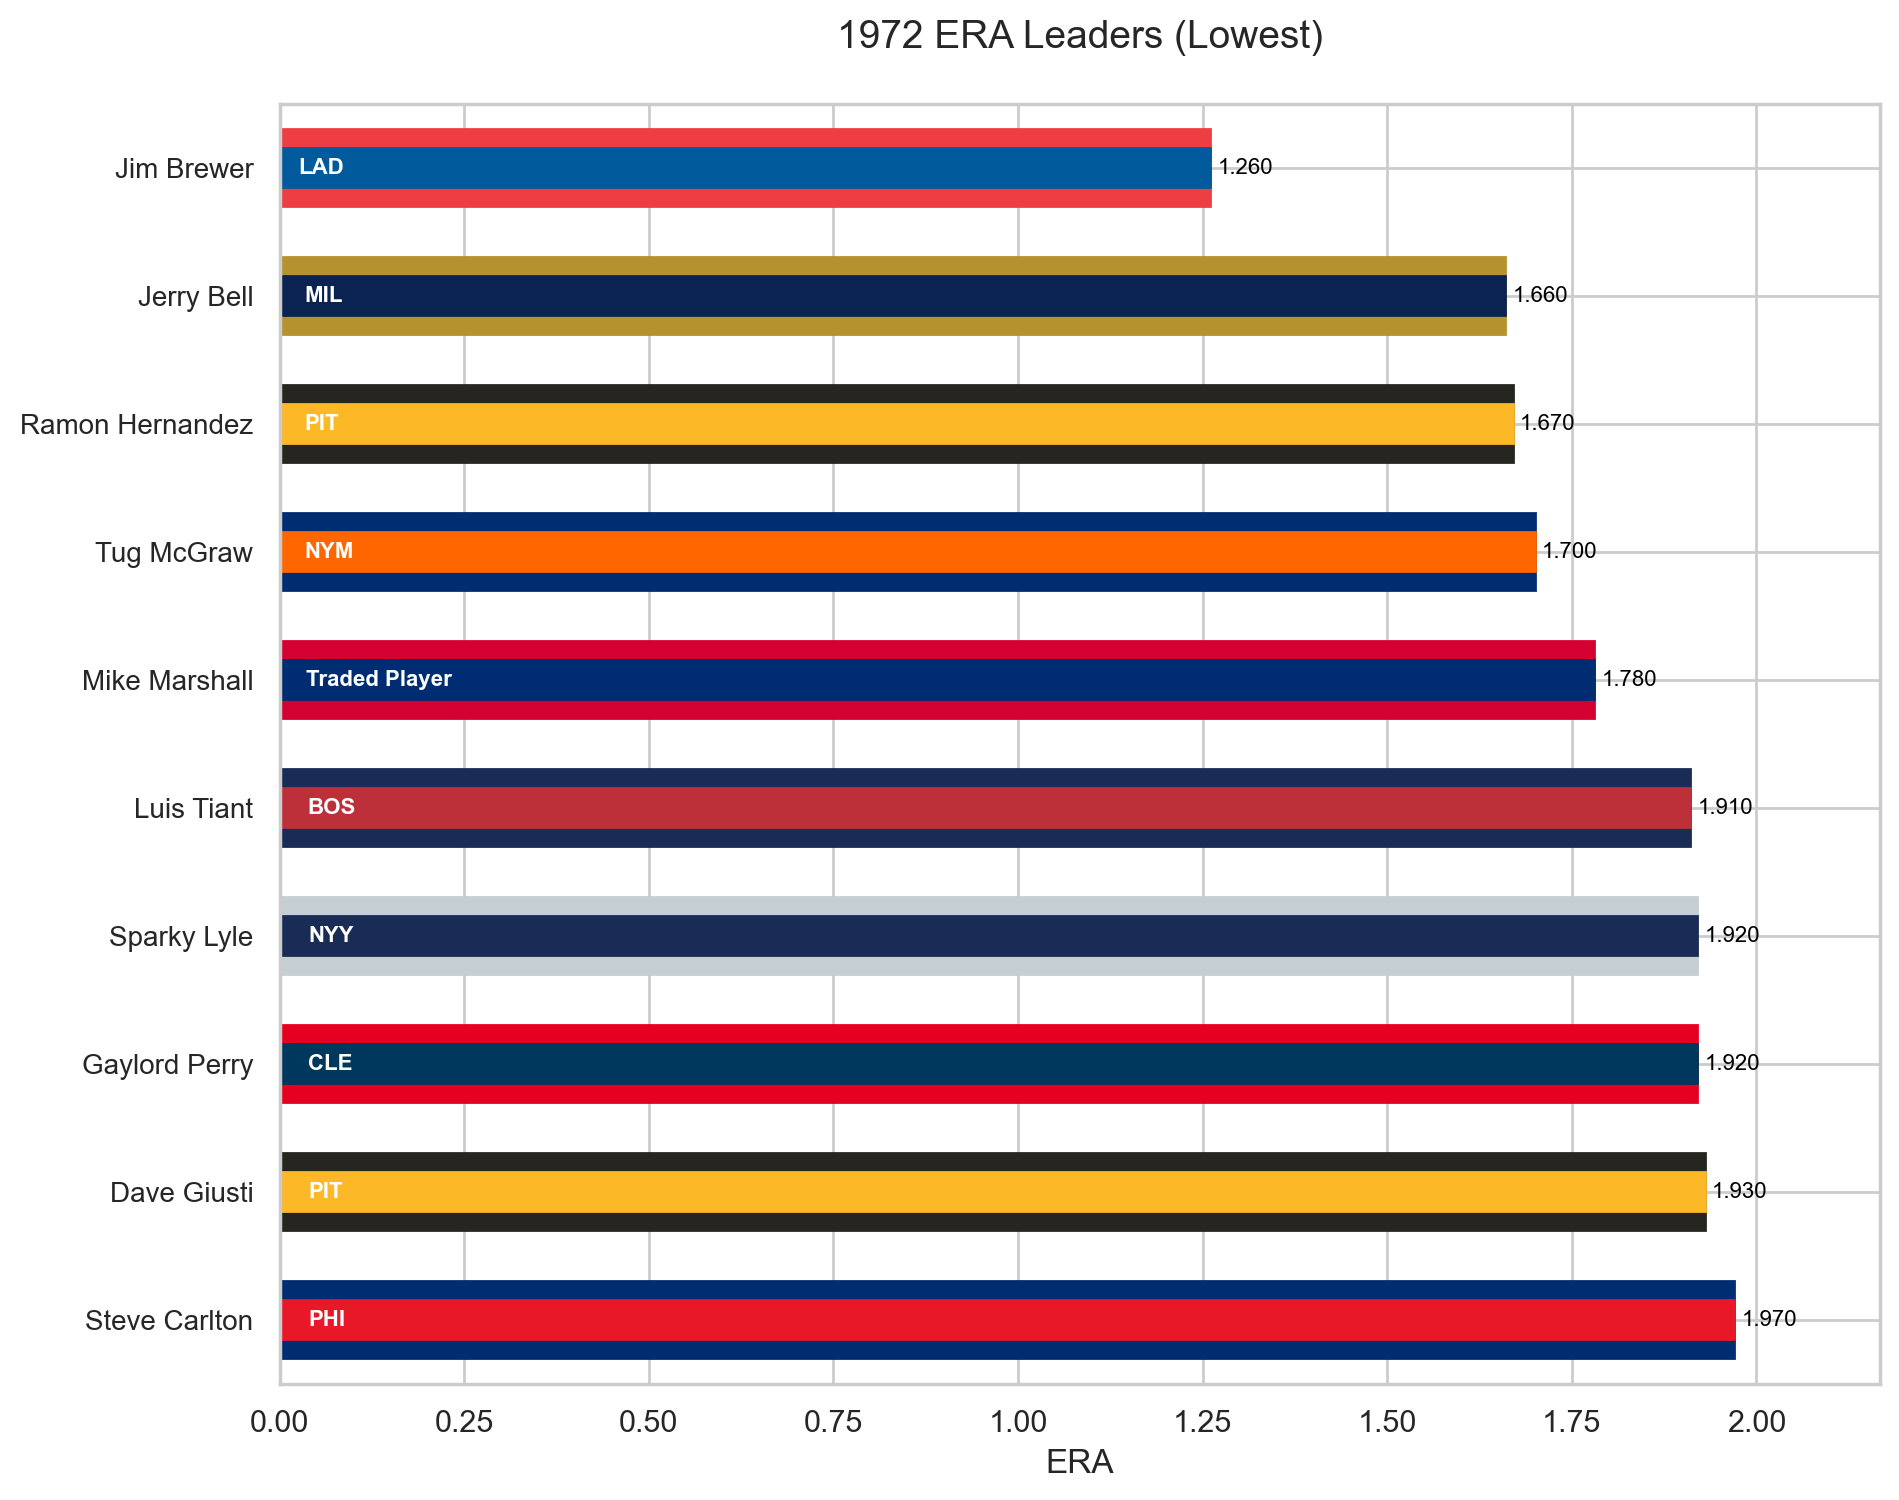 1972 ERA Leaders (Lowest)
Jim Brewer LAD 1.260
Jerry Bell MIL 1.660
Ramon Hernandez PIT 1.670
Tug McGraw NYM 1.700
Mike Marshall Traded Player 1.780
Luis Tiant BOS 1.910
Sparky Lyle NYY 1.920
Gaylord Perry CLE 1.920
Dave Giusti PIT 1.930
Steve Carlton PHI 1.970
0.00 0.25 0.50 0.75 1.00 1.25 1.50 1.75 2.00
ERA